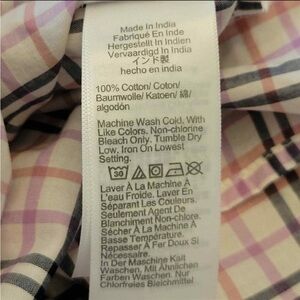 Made In India
Fabriqué En Inde
Hergestellt In Indien
Vervaardigd In India
インド製
hecho en india
100% Cotton/ Coton/
Baumwolle/ Katoen/ 綿/
algodón
Machine Wash Cold, With
Like Colors. Non-chlorine
Bleach Only. Tumble Dry
Low. Iron On Lowest
Setting.
30
Laver À La Machine À
L'eau Froide. Laver En
Séparant Les Couleurs.
Seulement Agent De
Blanchiment Non-chlore.
Sécher À La Machine À
Basse Température.
Repasser À Fer Doux Si
Nécessaire.
In Der Maschine Kalt
Waschen, Mit Ähnlichen
Farben Waschen. Nur
Chlorfreies Bleichmittel